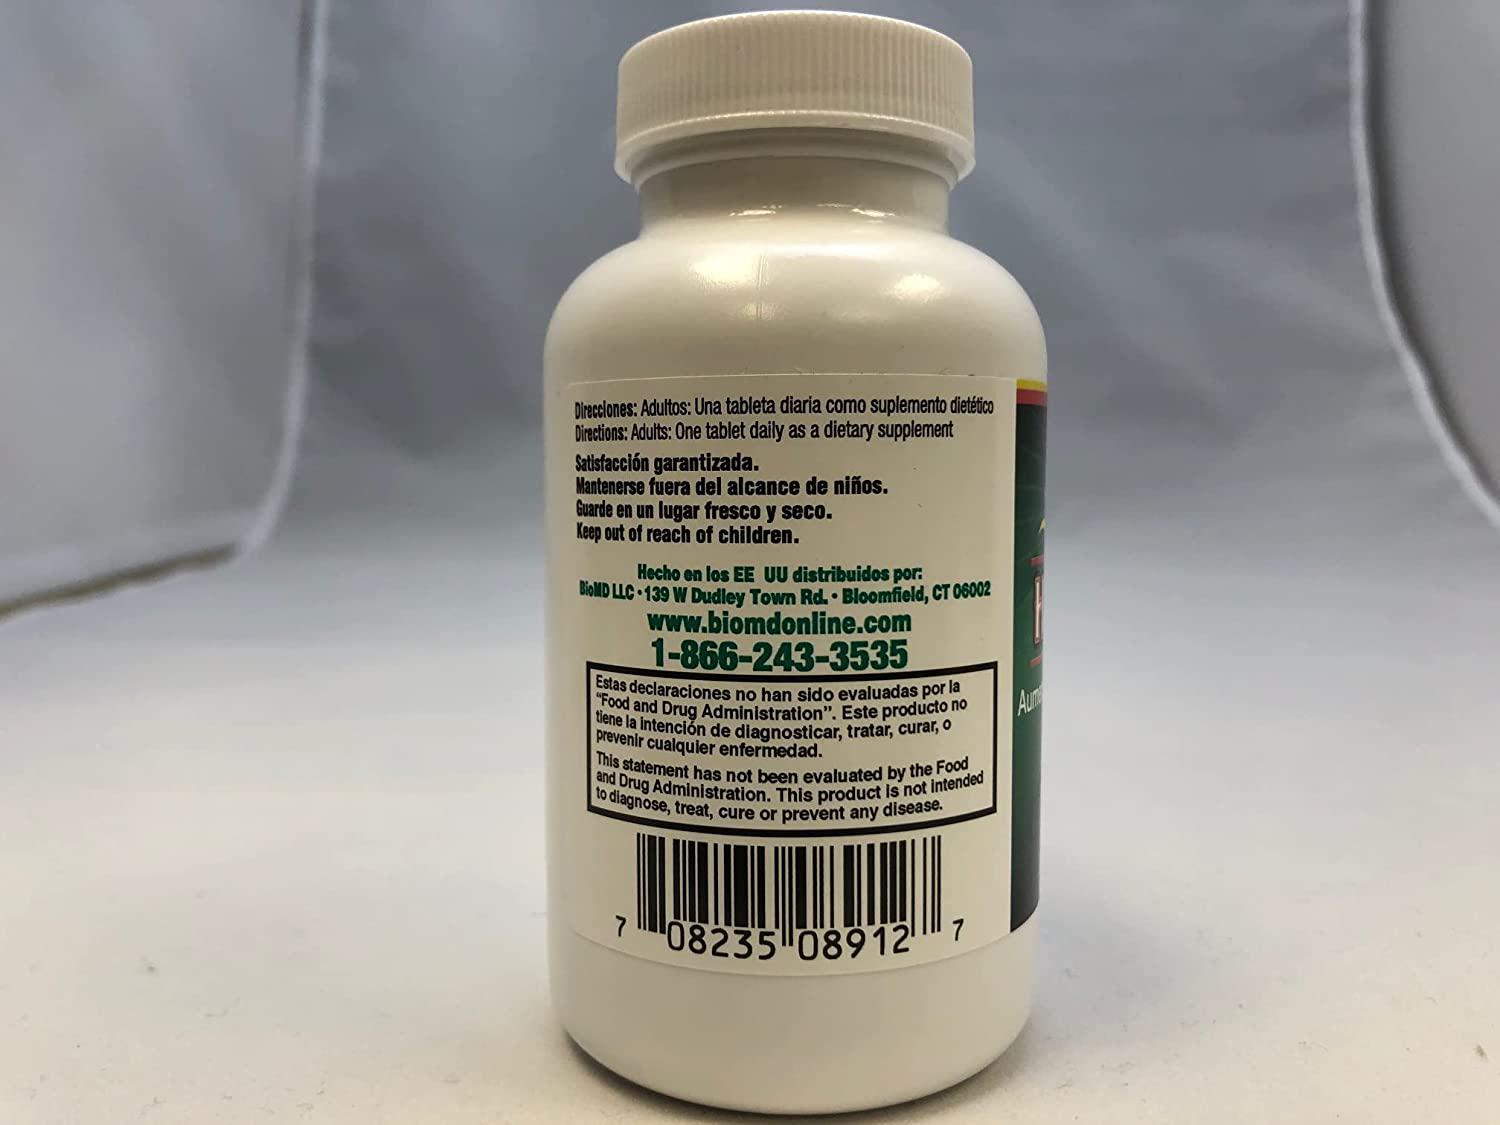 Direcciones: Adultos: Una tableta diaria como suplemento dietético
Directions: Adults: One tablet daily as a dietary supplement
Satisfacción garantizada.
Mantenerse fuera del alcance de niños.
Guarde en un lugar fresco y seco.
Keep out of reach of children.
Hecho en los EE UU distribuidos por:
BioMD LLC • 139 W Dudley Town Rd. • Bloomfield, CT 06002
www.biomdonline.com
1-866-243-3535
Estas declaraciones no han sido evaluadas por la
“Food and Drug Administration”. Este producto no
tiene la intención de diagnosticar, tratar, curar, o
prevenir cualquier enfermedad.
This statement has not been evaluated by the Food
and Drug Administration. This product is not intended
to diagnose, treat, cure or prevent any disease.
7 08235 08912 7